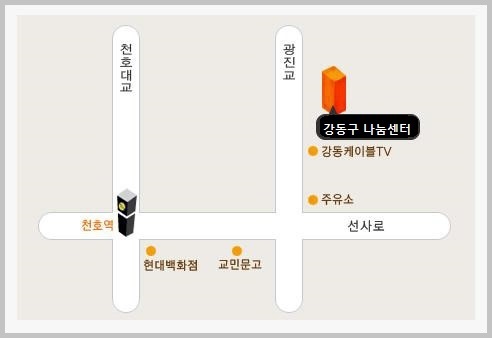 천호대교
광진교
강동구 나눔센터
강동케이블TV
주유소
천호역
선사로
현대백화점
교민문고